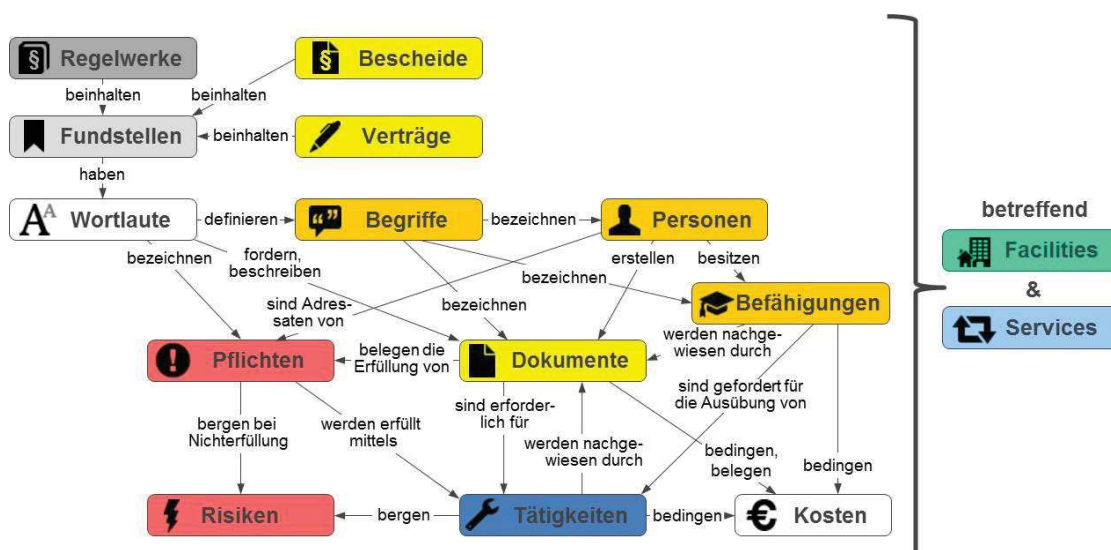 § Regelwerke
§ Bescheide
beinhalten
beinhalten
Fundstellen
beinhalten
Verträge
haben
AA Wortlaute
definieren
Begriffe
bezeichnen
Personen
betreffend
Facilities
&
Services
bezeichnen
fordern,
beschreiben
bezeichnen
erstellen
besitzen
sind Adres-
saten von
bezeichnen
Befähigungen
Pflichten
belegen die
Erfüllung von
Dokumente
werden nachge-
wiesen durch
sind gefordert für
die Ausübung von
bergen bei
Nichterfüllung
werden erfüllt
mittels
sind erforder-
lich für
werden nachge-
wiesen durch
bedingen,
belegen
bedingen
Risiken
bergen
Tätigkeiten
bedingen
€ Kosten